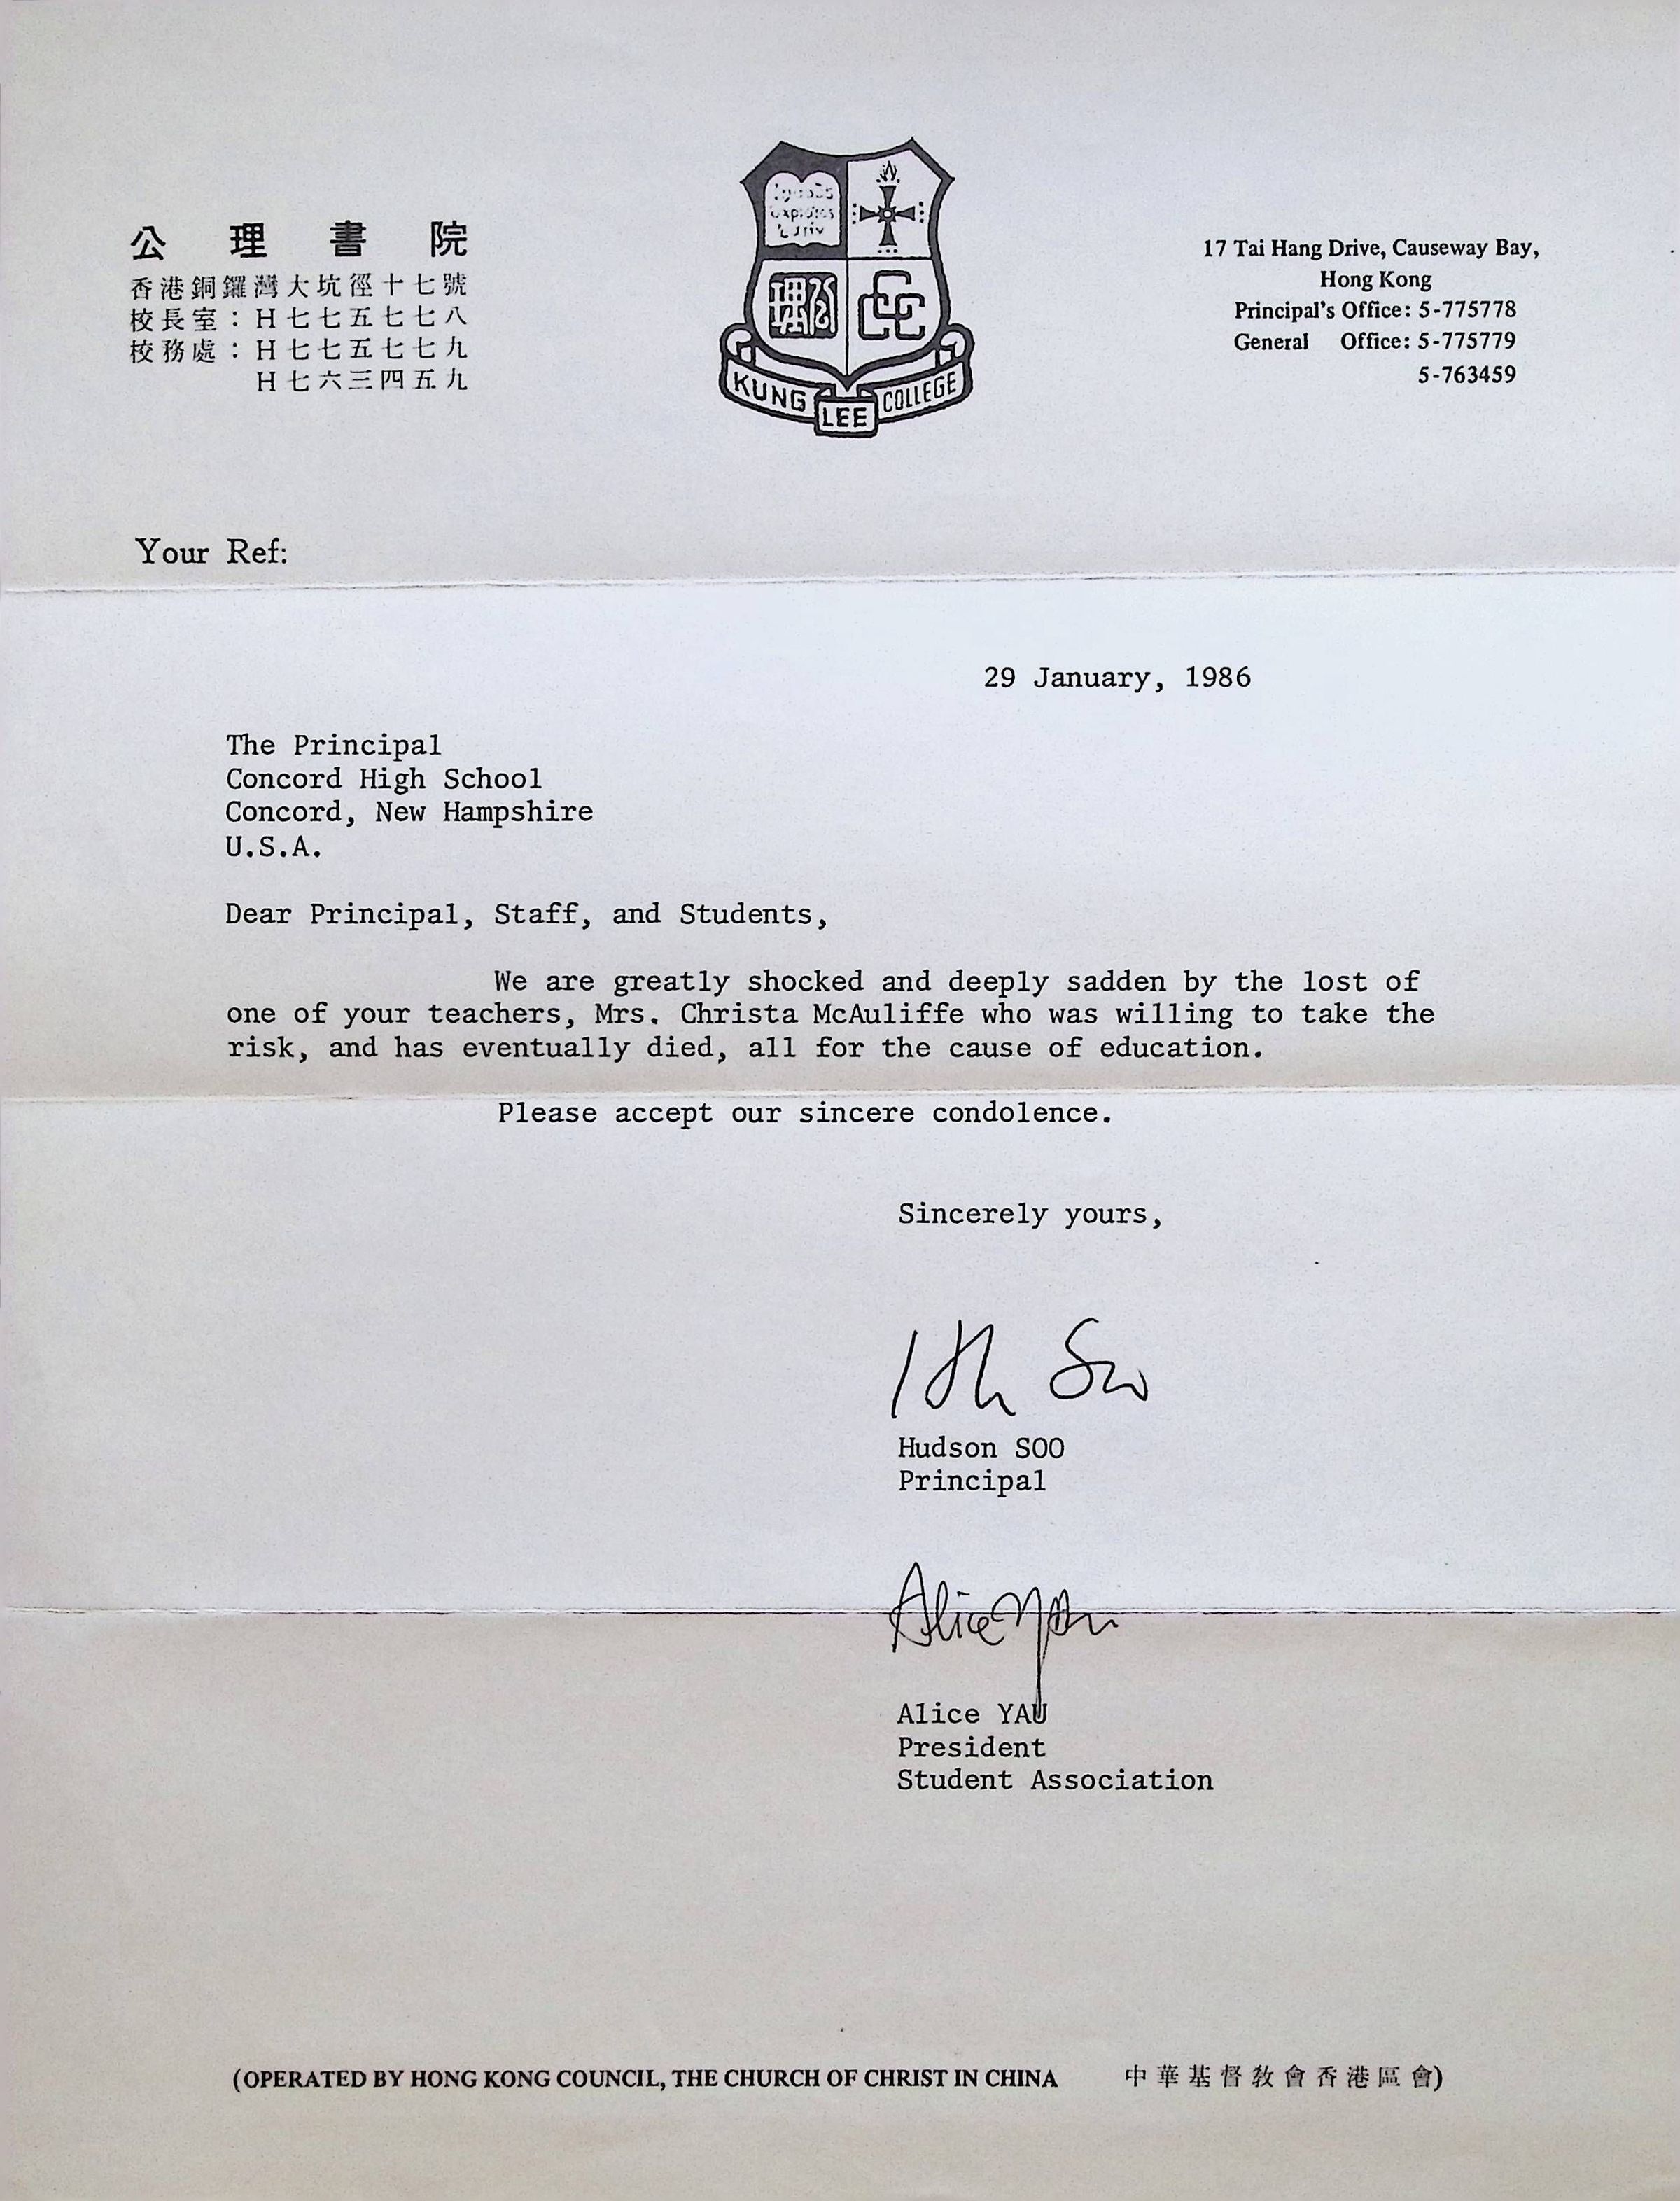 公理書院
香港銅鑼灣大坑徑十七號
校長室：H七七五七七八
校務處：H七七五七七九
H七六三四五九
KUNG LEE COLLEGE
17 Tai Hang Drive, Causeway Bay,
Hong Kong
Principal's Office: 5-775778
General Office: 5-775779
5-763459
Your Ref:
29 January, 1986
The Principal
Concord High School
Concord, New Hampshire
U.S.A.
Dear Principal, Staff, and Students,
We are greatly shocked and deeply sadden by the lost of
one of your teachers, Mrs. Christa McAuliffe who was willing to take the
risk, and has eventually died, all for the cause of education.
Please accept our sincere condolence.
Sincerely yours,
Hudson SOO
Principal
Alice Yau
Alice YAU
President
Student Association
(OPERATED BY HONG KONG COUNCIL, THE CHURCH OF CHRIST IN CHINA 中華基督教會香港區會)